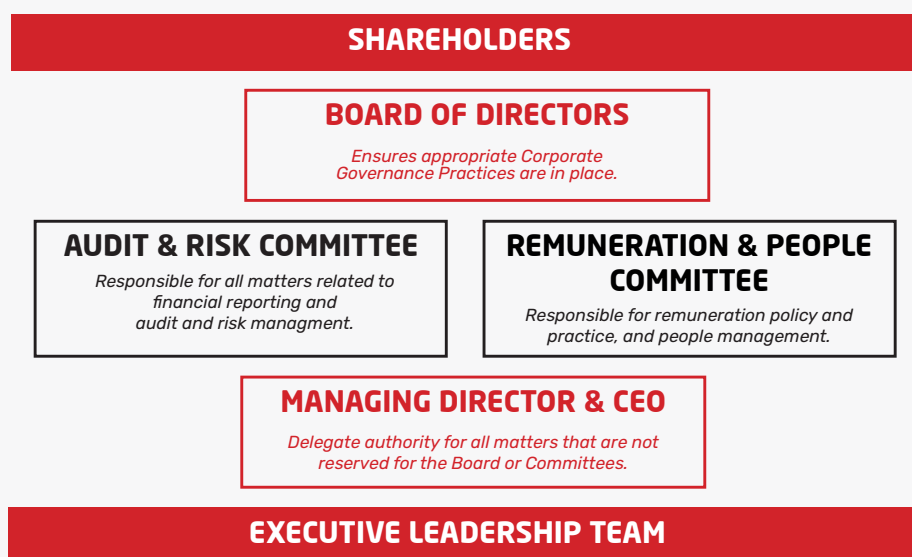 SHAREHOLDERS
BOARD OF DIRECTORS
Ensures appropriate Corporate
Governance Practices are in place.
AUDIT & RISK COMMITTEE
Responsible for all matters related to
financial reporting and
audit and risk managment.
REMUNERATION & PEOPLE
COMMITTEE
Responsible for remuneration policy and
practice, and people management.
MANAGING DIRECTOR & CEO
Delegate authority for all matters that are not
reserved for the Board or Committees.
EXECUTIVE LEADERSHIP TEAM